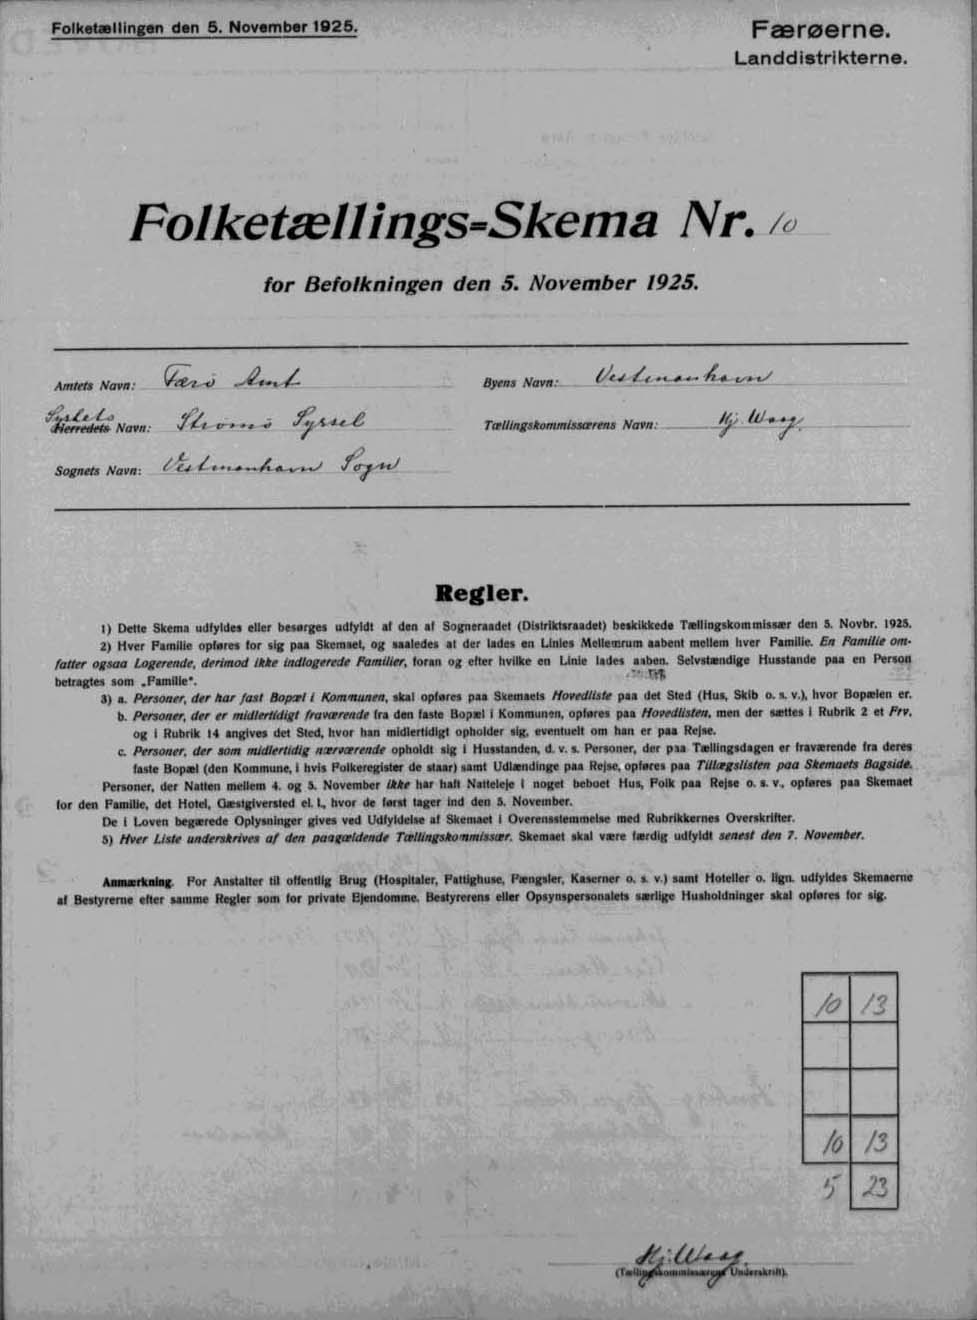 Folketællingen den 5. November 1925.
Færøerne.
Landdistrikterne.
Folketællings=Skema Nr. 10
for Befolkningen den 5. November 1925.
Amtets Navn: Færø Amt
Byens Navn: Vestmanhavn
Syslets
Herredets Navn: Strømø Syssel
Tællingskommissærens Navn: Hj. Waag.
Sognets Navn: Vestmanhavn Sogn
Regler.
1) Dette Skema udfyldes eller besørges udfyldt af den af Sogneraadet (Distriktsraadet) beskikkede Tællingskommissær den 5. Novbr. 1925.
2) Hver Familie opføres for sig paa Skemaet, og saaledes at der lades en Linies Mellemrum aabent mellem hver Familie. En Familie om-
fatter ogsaa Logerende, derimod ikke indlogerede Familier, foran og efter hvilke en Linie lades aaben. Selvstændige Husstande paa en Person
betragtes som „Familie".
3) a. Personer, der har fast Bopæl i Kommunen, skal opføres paa Skemaets Hovedliste paa det Sted (Hus, Skib o. s. v.), hvor Bopælen er.
b. Personer, der er midlertidigt fraværende fra den faste Bopæl i Kommunen, opføres paa Hovedlisten, men der sættes i Rubrik 2 et Frv.
og i Rubrik 14 angives det Sted, hvor han midlertidigt opholder sig, eventuelt om han er paa Rejse.
c. Personer, der som midlertidig nærværende opholdt sig i Husstanden, d. v. s. Personer, der paa Tællingsdagen er fraværende fra deres
faste Bopæl (den Kommune, i hvis Folkeregister de staar) samt Udlændinge paa Rejse, opføres paa Tillægslisten paa Skemaets Bagside.
Personer, der Natten mellem 4. og 5. November ikke har haft Natteleje i noget beboet Hus, Folk paa Rejse o. s. v., opføres paa Skemaet
for den Familie, det Hotel, Gæstgiversted el. l., hvor de først tager ind den 5. November.
De i Loven begærede Oplysninger gives ved Udfyldelse af Skemaet i Overensstemmelse med Rubrikkernes Overskrifter.
5) Hver Liste underskrives af den paagældende Tællingskommissær. Skemaet skal være færdig udfyldt senest den 7. November.
Anmærkning. For Anstalter til offentlig Brug (Hospitaler, Fattighuse, Fængsler, Kaserner o. s. v.) samt Hoteller o. lign. udfyldes Skemaerne
af Bestyrerne efter samme Regler som for private Ejendomme. Bestyrerens eller Opsynspersonalets særlige Husholdninger skal opføres for sig.
10 13
10 13
5 23
Hj. Waag.
(Tællingskommissærens Underskrift).